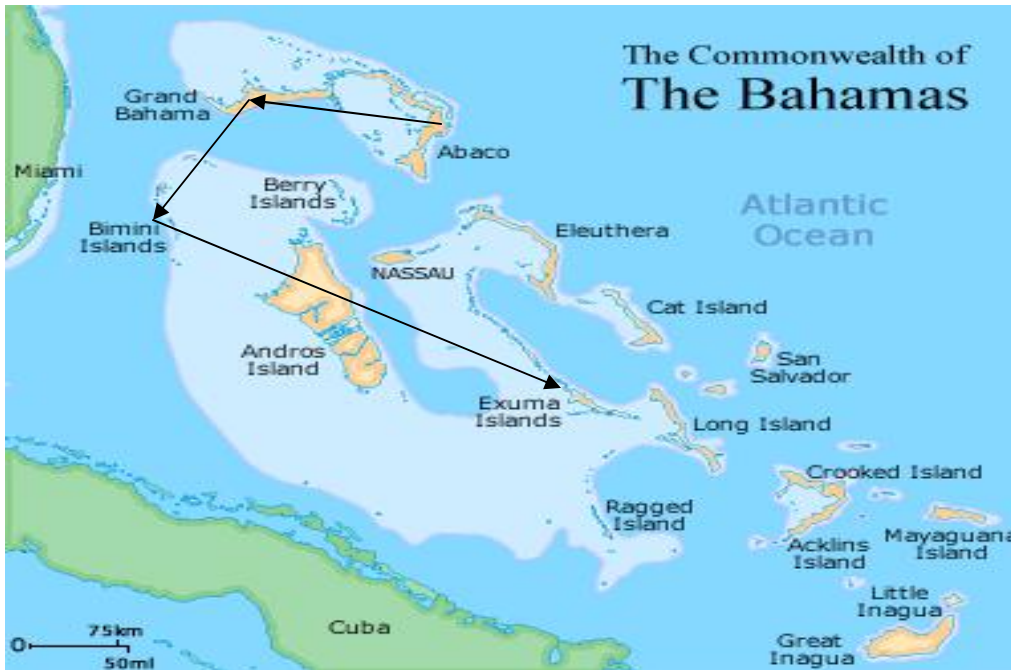 The Commonwealth of
The Bahamas
Grand
Bahama
Abaco
Miami
Berry
Islands
Bimini
Islands
Atlantic
Ocean
Eleuthera
NASSAU
Cat Island
Andros
Island
San
Salvador
Exuma
Islands
Long Island
Crooked Island
Ragged
Island
Acklins
Island
Mayaguana
Island
Little
Inagua
Great
Inagua
Cuba
0
75km
50ml